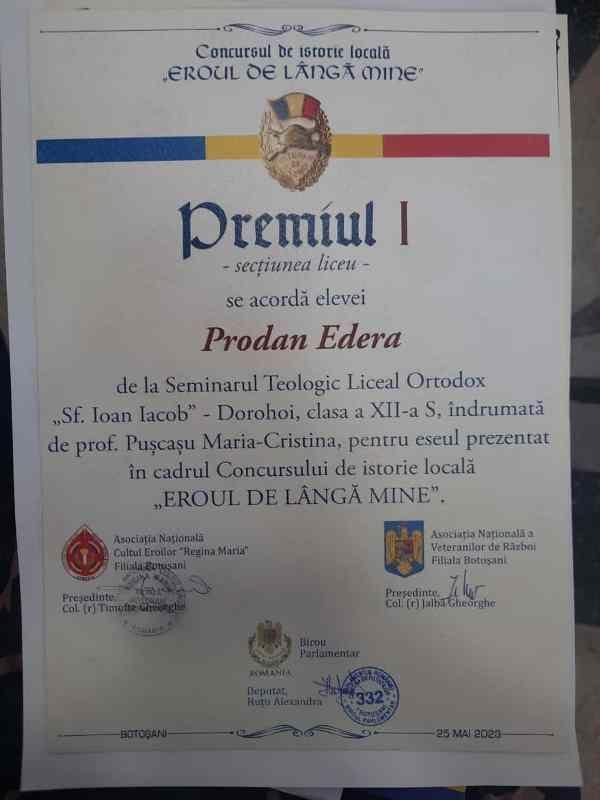 Concursul de istorie locală
„EROUL DE LÂNGĂ MINE”
Premiul I
- secțiunea liceu -
se acordă elevei
Prodan Edera
de la Seminarul Teologic Liceal Ortodox
„Sf. Ioan Iacob” - Dorohoi, clasa a XII-a S, îndrumată
de prof. Pușcașu Maria-Cristina, pentru eseul prezentat
în cadrul Concursului de istorie locală
„EROUL DE LÂNGĂ MINE”.
Asociația Națională
Cultul Eroilor "Regina Maria"
Filiala Botoșani
Președinte,
Col. (r) Timofte Gheorghe
ROMANIA
Asociația Națională a
Veteranilor de Război
Filiala Botoșani
Președinte,
Col. (r) Jalbă Gheorghe
ROMÂNIA
Birou
Parlamentar
Deputat,
Huțu Alexandra
332
BOTOȘANI
BOTOȘANI
25 MAI 2023